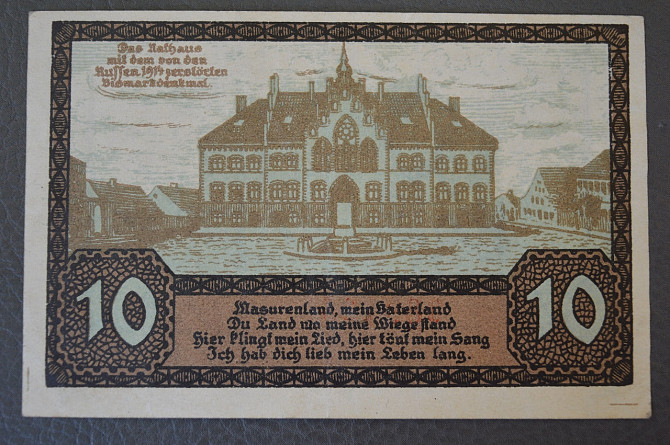 Das Rathaus
mit dem von den
Russen 1914 zerstörten
Bismarckdenkmal.
10
10
Masurenland, mein Vaterland
Du Land wo meine Wiege stand
Hier klingt mein Lied, hier tönt mein Sang
Ich hab dich lieb mein Leben lang.